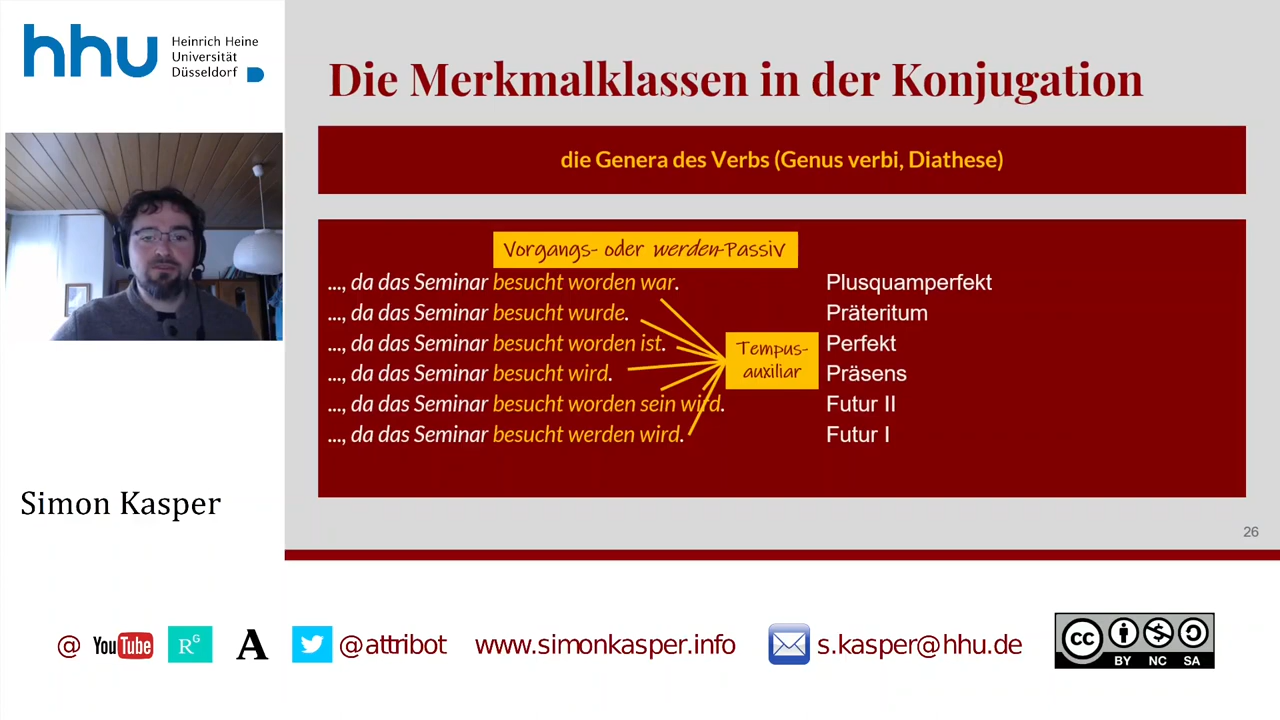 hhu
Heinrich Heine
Universität
Düsseldorf
Die Merkmalklassen in der Konjugation
die Genera des Verbs (Genus verbi, Diathese)
Vorgangs- oder werden-Passiv
..., da das Seminar besucht worden war. Plusquamperfekt
..., da das Seminar besucht wurde. Präteritum
..., da das Seminar besucht worden ist. Perfekt
..., da das Seminar besucht wird. Präsens
..., da das Seminar besucht worden sein wird. Futur II
..., da das Seminar besucht werden wird. Futur I
Tempus-
auxiliar
Simon Kasper
26
@ YouTube RG A @attribot www.simonkasper.info s.kasper@hhu.de
cc BY NC SA